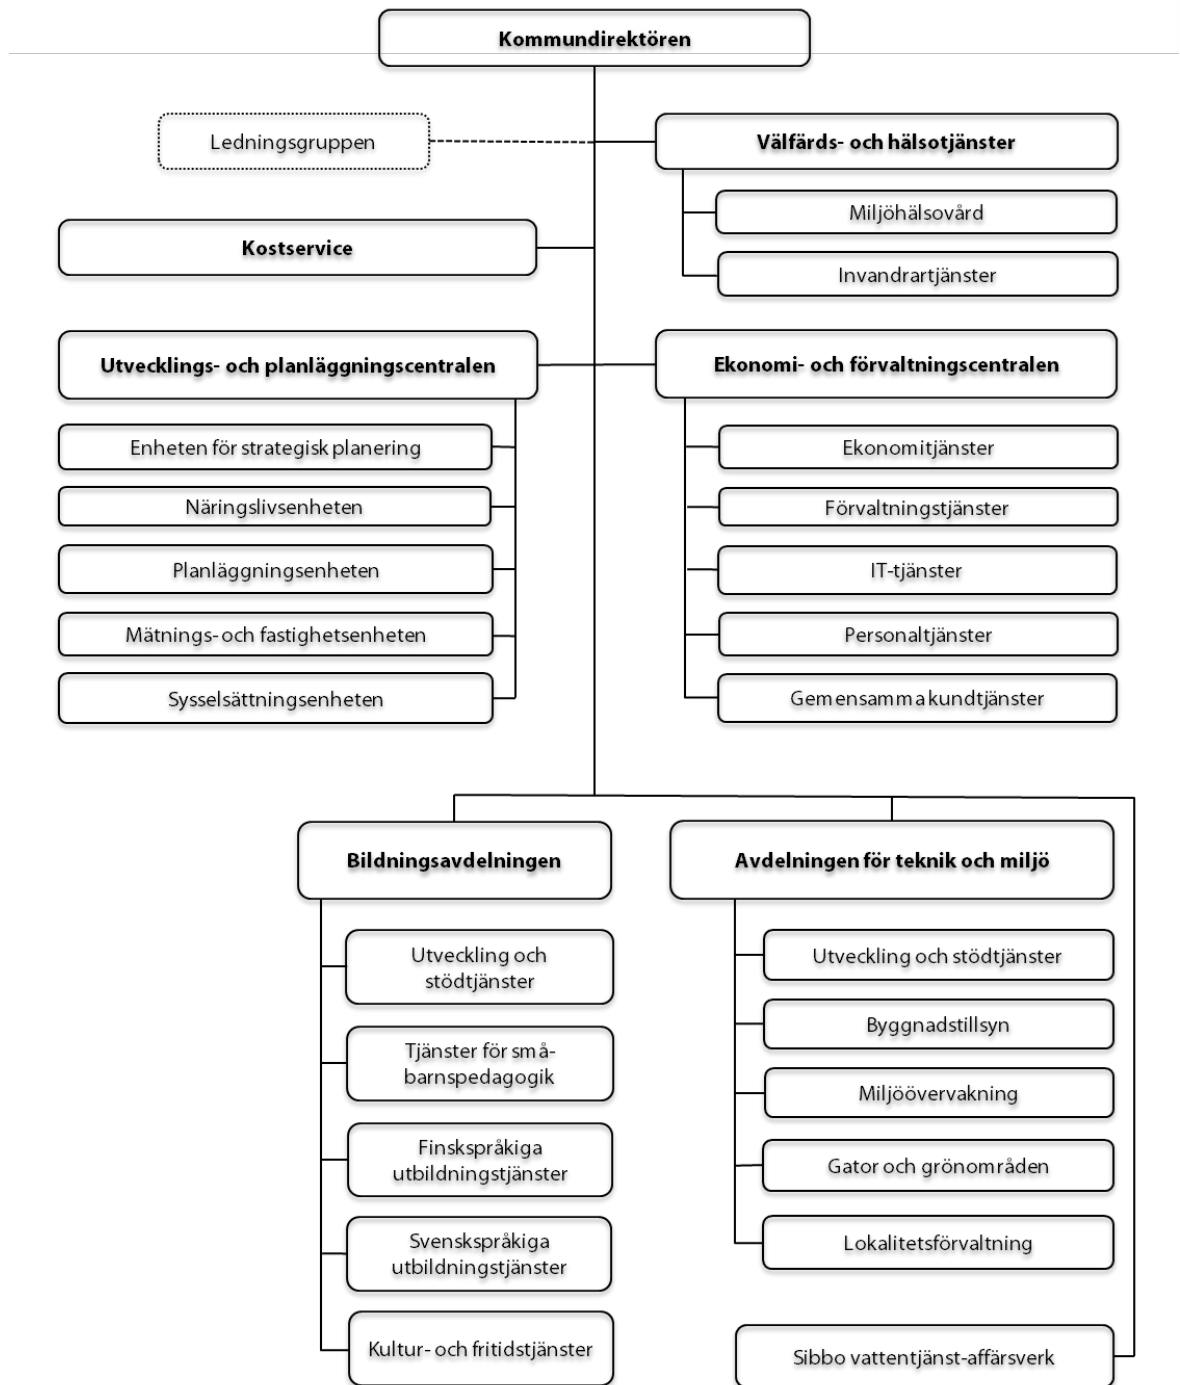 Kommundirektören
Ledningsgruppen
Välfärds- och hälsotjänster
Miljöhälsovård
Invandrartjänster
Kostservice
Utvecklings- och planläggningscentralen
Enheten för strategisk planering
Näringslivsenheten
Planläggningsenheten
Mätnings- och fastighetsenheten
Sysselsättningsenheten
Ekonomi- och förvaltningscentralen
Ekonomitjänster
Förvaltningstjänster
IT-tjänster
Personaltjänster
Gemensamma kundtjänster
Bildningsavdelningen
Utveckling och
stödtjänster
Tjänster för små-
barnspedagogik
Finskspråkiga
utbildningstjänster
Svenskspråkiga
utbildningstjänster
Kultur- och fritidstjänster
Avdelningen för teknik och miljö
Utveckling och stödtjänster
Byggnadstillsyn
Miljöövervakning
Gator och grönområden
Lokalitetsförvaltning
Sibbo vattentjänst-affärsverk